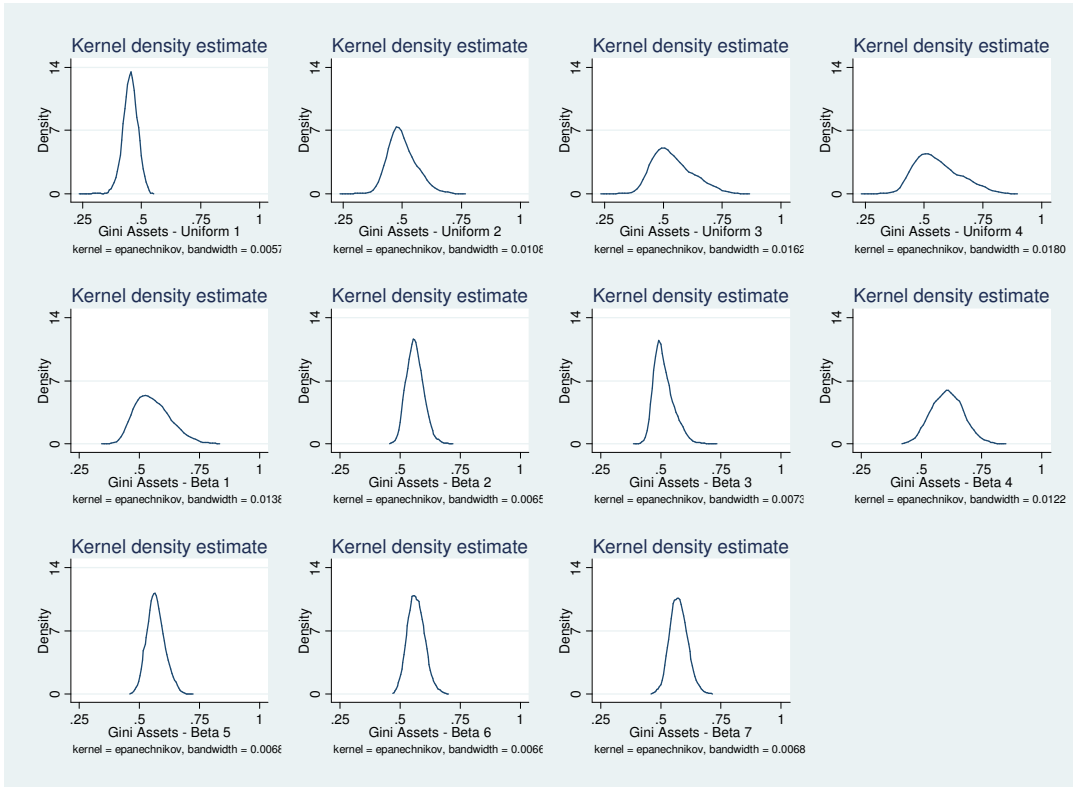 Kernel density estimate
14
7
0
Density
.25 .5 .75 1
Gini Assets - Uniform 1
kernel = epanechnikov, bandwidth = 0.0057
Kernel density estimate
14
7
0
Density
.25 .5 .75 1
Gini Assets - Uniform 2
kernel = epanechnikov, bandwidth = 0.0108
Kernel density estimate
14
7
0
Density
.25 .5 .75 1
Gini Assets - Uniform 3
kernel = epanechnikov, bandwidth = 0.0162
Kernel density estimate
14
7
0
Density
.25 .5 .75 1
Gini Assets - Uniform 4
kernel = epanechnikov, bandwidth = 0.0180
Kernel density estimate
14
7
0
Density
.25 .5 .75 1
Gini Assets - Beta 1
kernel = epanechnikov, bandwidth = 0.0138
Kernel density estimate
14
7
0
Density
.25 .5 .75 1
Gini Assets - Beta 2
kernel = epanechnikov, bandwidth = 0.0065
Kernel density estimate
14
7
0
Density
.25 .5 .75 1
Gini Assets - Beta 3
kernel = epanechnikov, bandwidth = 0.0073
Kernel density estimate
14
7
0
Density
.25 .5 .75 1
Gini Assets - Beta 4
kernel = epanechnikov, bandwidth = 0.0122
Kernel density estimate
14
7
0
Density
.25 .5 .75 1
Gini Assets - Beta 5
kernel = epanechnikov, bandwidth = 0.0068
Kernel density estimate
14
7
0
Density
.25 .5 .75 1
Gini Assets - Beta 6
kernel = epanechnikov, bandwidth = 0.0066
Kernel density estimate
14
7
0
Density
.25 .5 .75 1
Gini Assets - Beta 7
kernel = epanechnikov, bandwidth = 0.0068